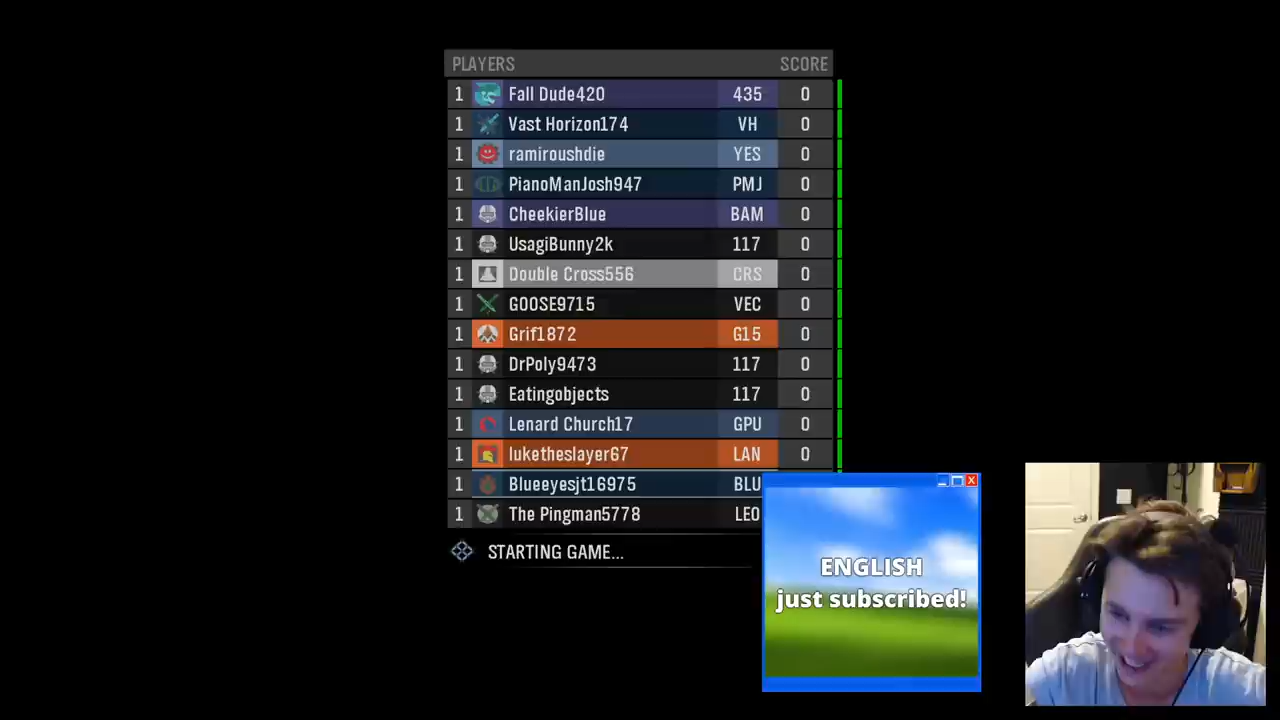 PLAYERS SCORE
1 Fall Dude420 435 0
1 Vast Horizon174 VH 0
1 ramiroushdie YES 0
1 PianoManJosh947 PMJ 0
1 CheekierBlue BAM 0
1 UsagiBunny2k 117 0
1 Double Cross556 CRS 0
1 GOOSE9715 VEC 0
1 Grif1872 G15 0
1 DrPoly9473 117 0
1 Eatingobjects 117 0
1 Lenard Church17 GPU 0
1 luketheslayer67 LAN 0
1 Blueeyesjt16975 BLU
1 The Pingman5778 LEO
STARTING GAME...
ENGLISH
just subscribed!